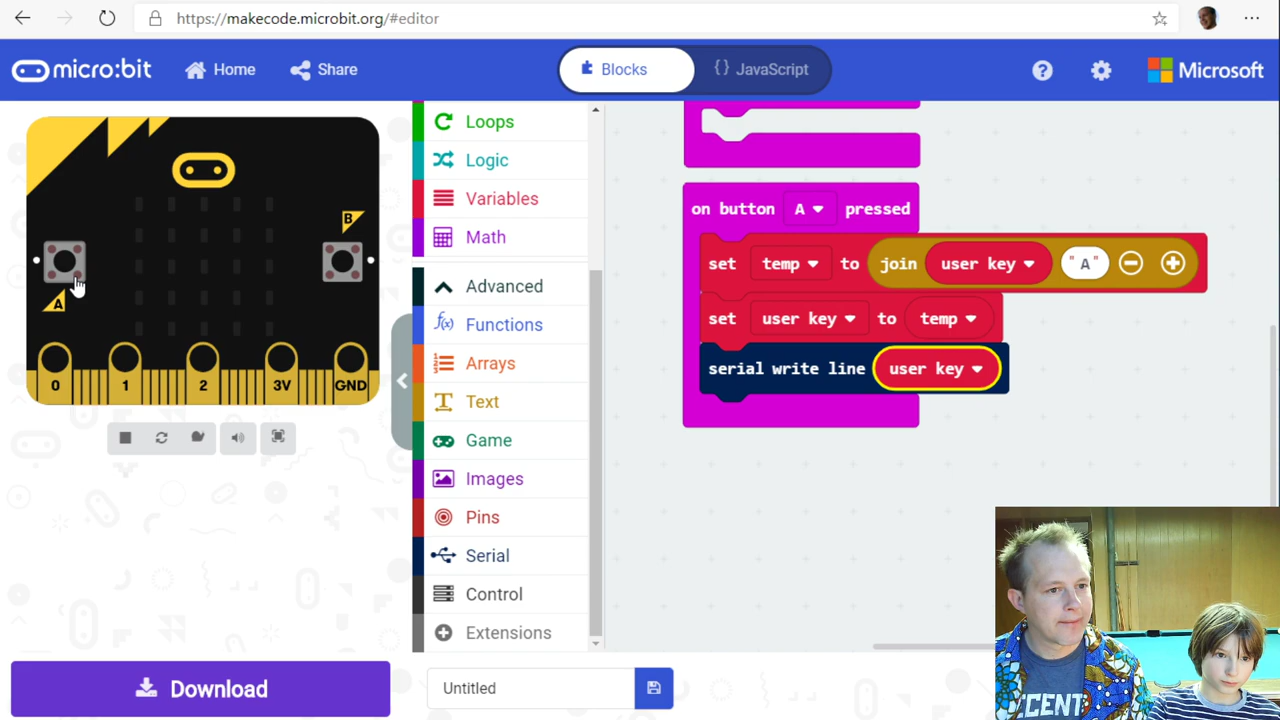 https://makecode.microbit.org/#editor
micro:bit
Home
Share
Blocks
{} JavaScript
?
Microsoft
B
A
0
1
2
3V
GND
Download
Loops
Logic
Variables
Math
Advanced
Functions
Arrays
Text
Game
Images
Pins
Serial
Control
Extensions
on button A pressed
set temp to join user key "A"
set user key to temp
serial write line user key
Untitled